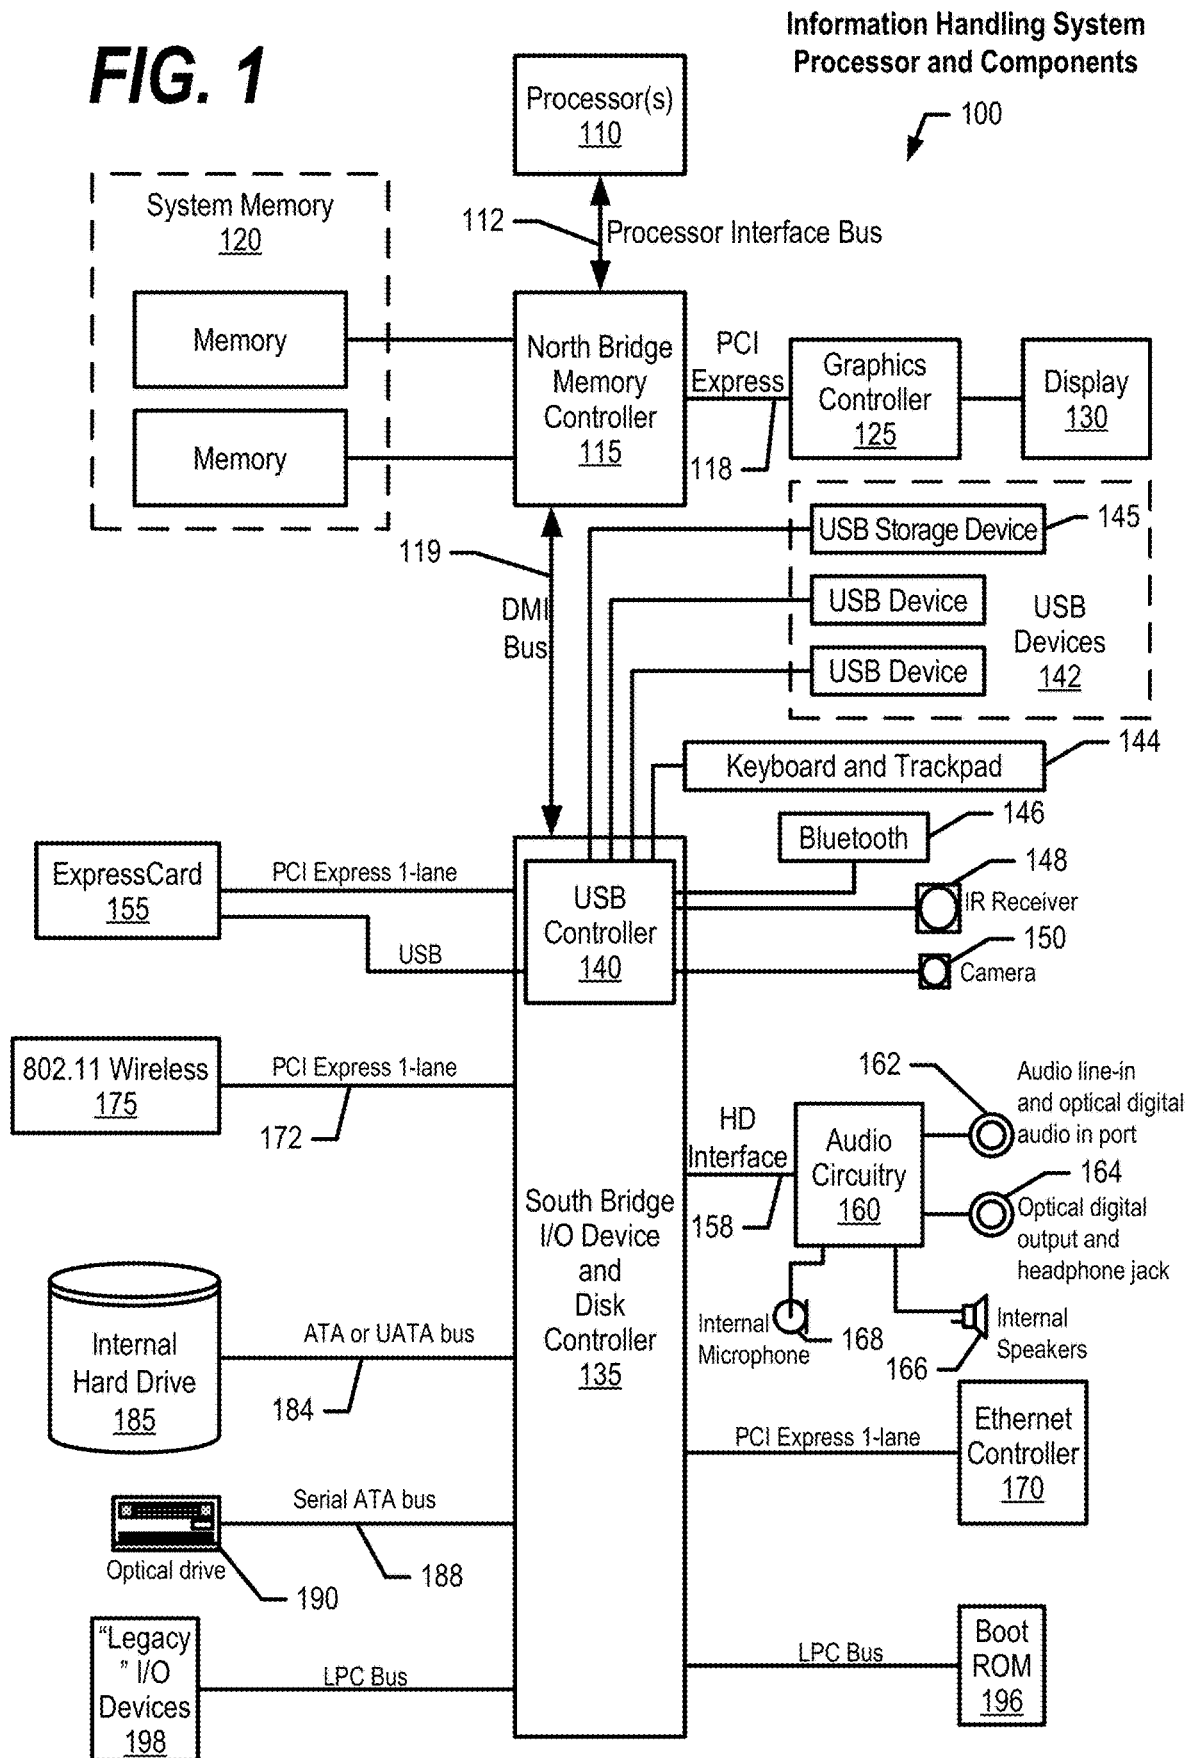 FIG. 1
Information Handling System
Processor and Components
100
Processor(s)
110
112
Processor Interface Bus
System Memory
120
Memory
Memory
North Bridge
Memory
Controller
115
PCI
Express
118
Graphics
Controller
125
Display
130
119
DMI
Bus
USB Storage Device
145
USB Device
USB Device
USB
Devices
142
Keyboard and Trackpad
144
Bluetooth
146
148
IR Receiver
150
Camera
ExpressCard
155
PCI Express 1-lane
USB
USB
Controller
140
802.11 Wireless
175
PCI Express 1-lane
172
South Bridge
I/O Device
and
Disk
Controller
135
HD
Interface
158
Audio
Circuitry
160
162
Audio line-in
and optical digital
audio in port
164
Optical digital
output and
headphone jack
Internal
Microphone
168
166
Internal
Speakers
Internal
Hard Drive
185
ATA or UATA bus
184
PCI Express 1-lane
Ethernet
Controller
170
Serial ATA bus
188
Optical drive
190
“Legacy
” I/O
Devices
198
LPC Bus
LPC Bus
Boot
ROM
196